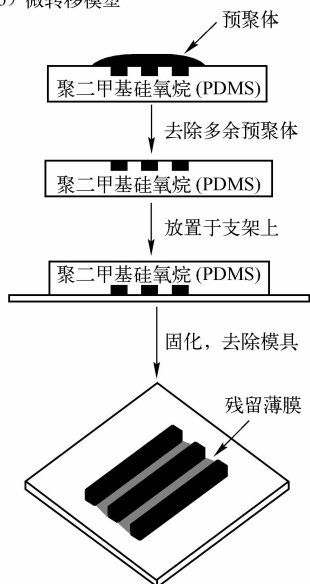 微转移模塑
预聚体
聚二甲基硅氧烷 (PDMS)
去除多余预聚体
聚二甲基硅氧烷 (PDMS)
放置于支架上
聚二甲基硅氧烷 (PDMS)
固化，去除模具
残留薄膜